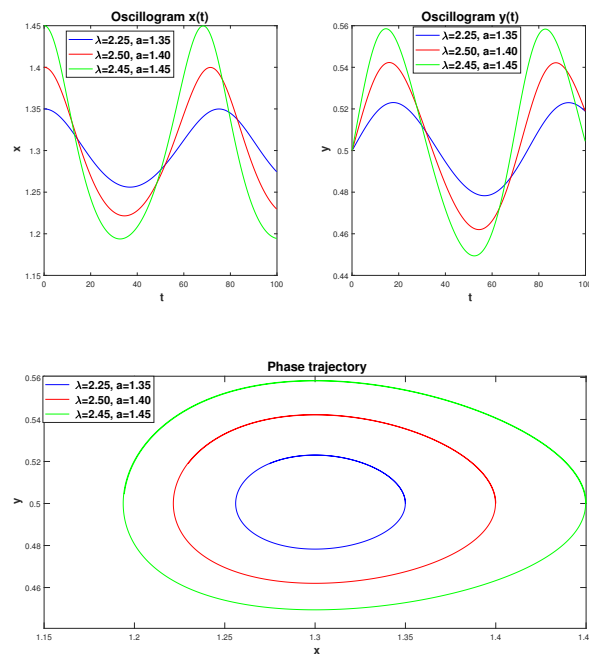 Oscillogram x(t)
1.45
1.4
1.35
1.3
1.25
1.2
1.15
x
λ=2.25, a=1.35
λ=2.50, a=1.40
λ=2.45, a=1.45
0 20 40 60 80 100
t
Oscillogram y(t)
0.56
0.54
0.52
0.5
0.48
0.46
0.44
y
λ=2.25, a=1.35
λ=2.50, a=1.40
λ=2.45, a=1.45
0 20 40 60 80 100
t
Phase trajectory
0.56
0.54
0.52
0.5
0.48
0.46
y
λ=2.25, a=1.35
λ=2.50, a=1.40
λ=2.45, a=1.45
1.15 1.2 1.25 1.3 1.35 1.4 1.4
x